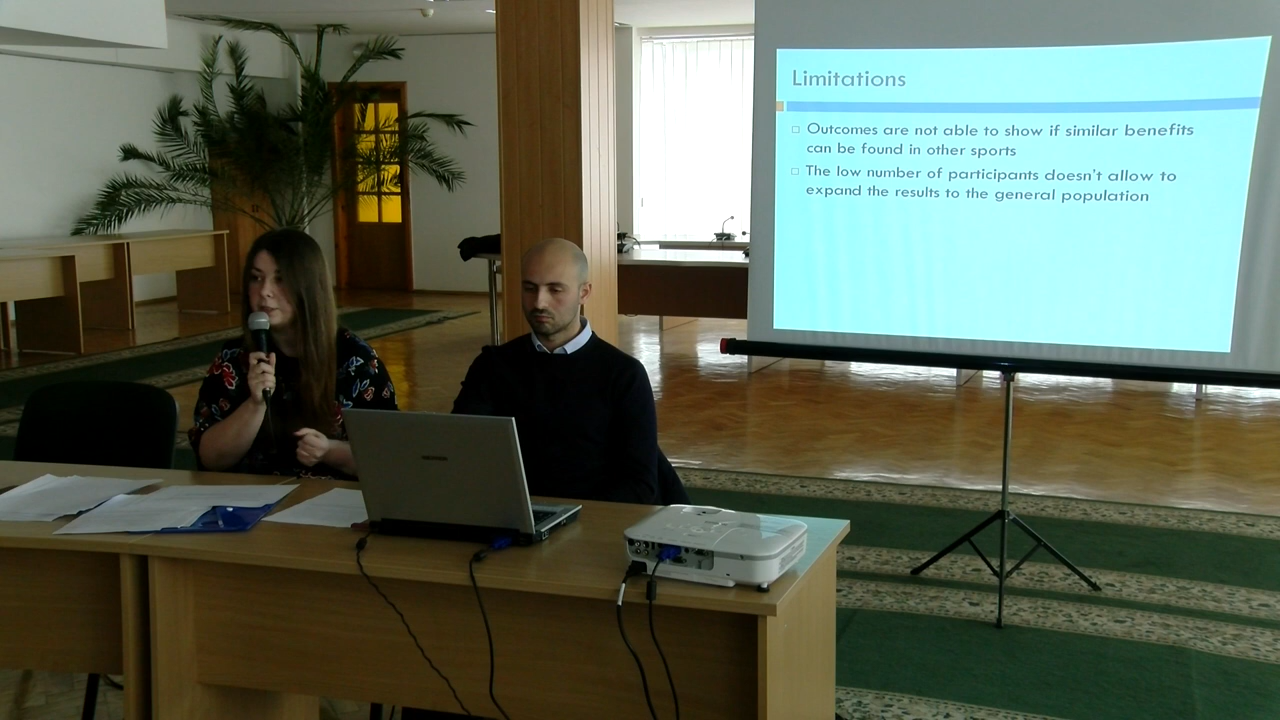 Limitations
Outcomes are not able to show if similar benefits
can be found in other sports
The low number of participants doesn't allow to
expand the results to the general population